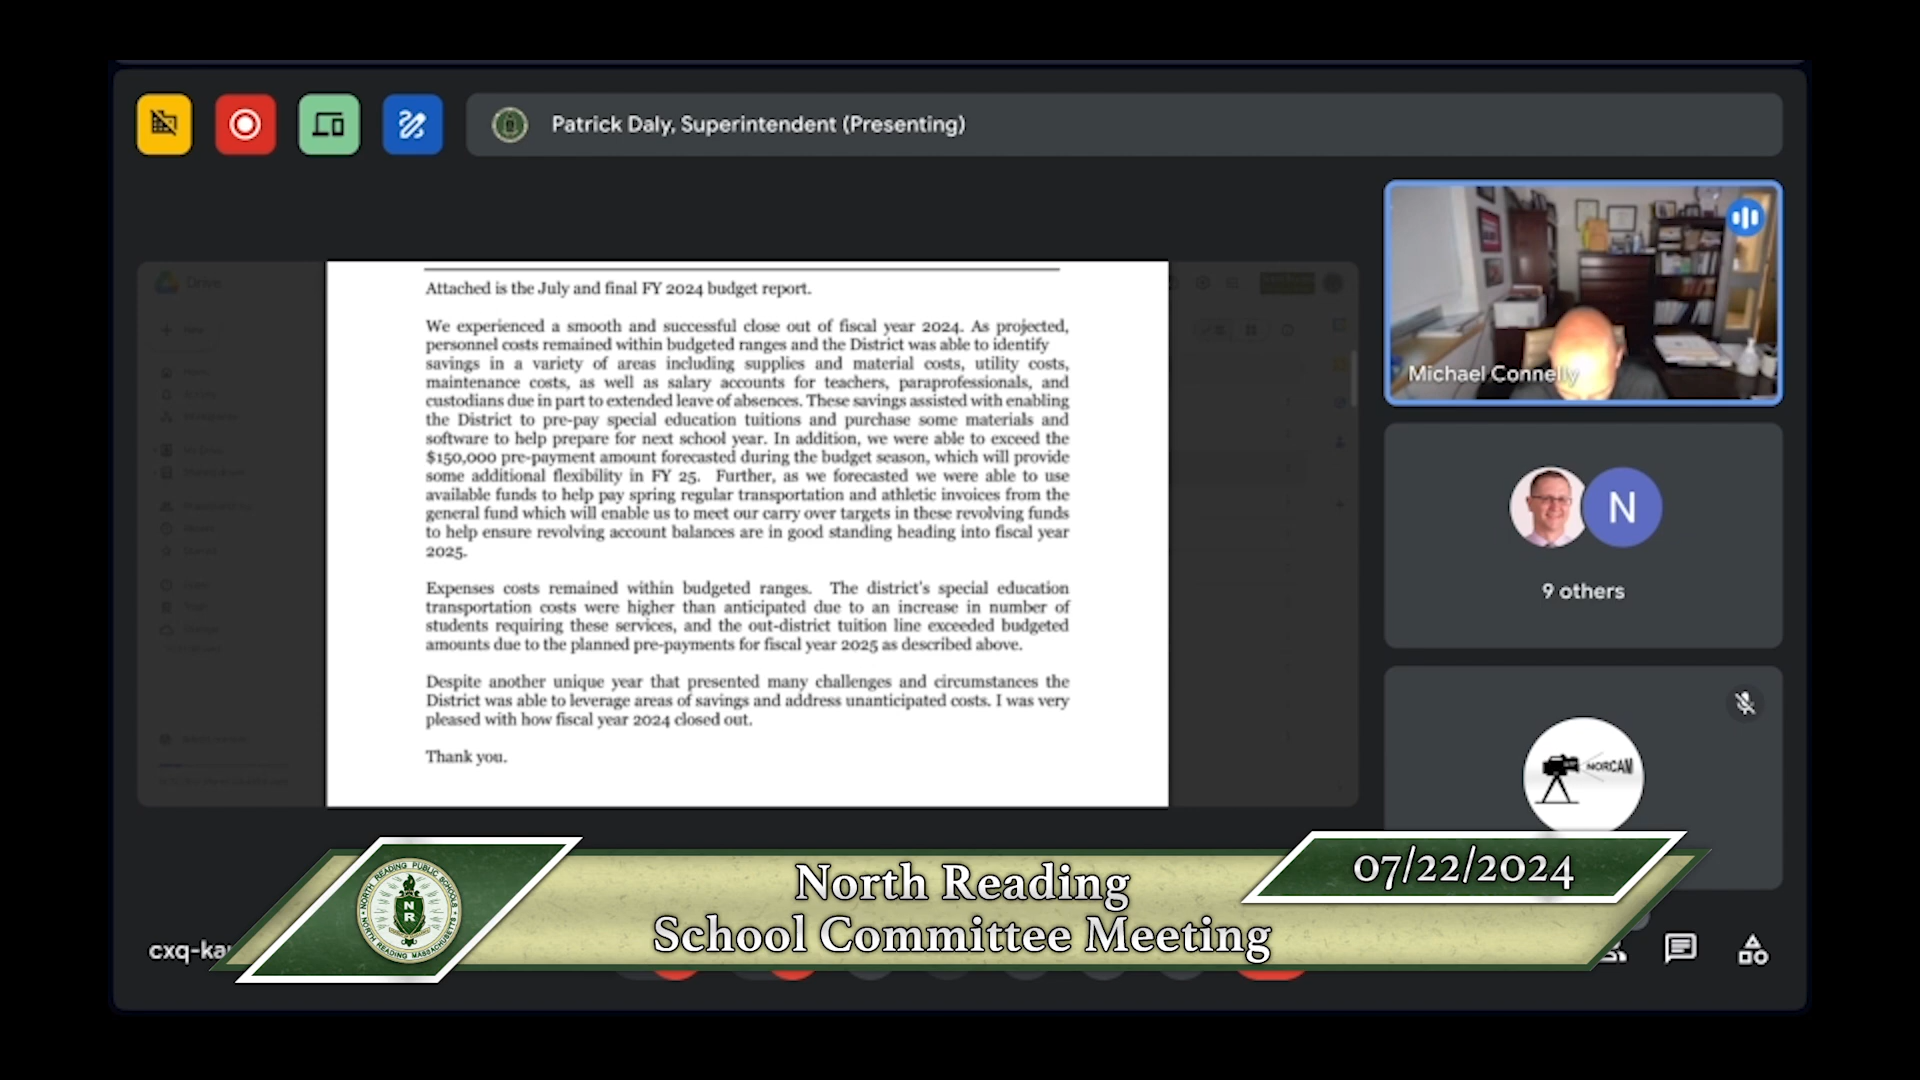 Patrick Daly, Superintendent (Presenting)
Drive
Attached is the July and final FY 2024 budget report.
We experienced a smooth and successful close out of fiscal year 2024. As projected,
personnel costs remained within budgeted ranges and the District was able to identify
savings in a variety of areas including supplies and material costs, utility costs,
maintenance costs, as well as salary accounts for teachers, paraprofessionals, and
custodians due in part to extended leave of absences. These savings assisted with enabling
the District to pre-pay special education tuitions and purchase some materials and
software to help prepare for next school year. In addition, we were able to exceed the
$150,000 pre-payment amount forecasted during the budget season, which will provide
some additional flexibility in FY 25. Further, as we forecasted we were able to use
available funds to help pay spring regular transportation and athletic invoices from the
general fund which will enable us to meet our carry over targets in these revolving funds
to help ensure revolving account balances are in good standing heading into fiscal year
2025.
Expenses costs remained within budgeted ranges. The district's special education
transportation costs were higher than anticipated due to an increase in number of
students requiring these services, and the out-district tuition line exceeded budgeted
amounts due to the planned pre-payments for fiscal year 2025 as described above.
Despite another unique year that presented many challenges and circumstances the
District was able to leverage areas of savings and address unanticipated costs. I was very
pleased with how fiscal year 2024 closed out.
Thank you.
Michael Connelly
N
9 others
NORCAM
07/22/2024
North Reading
School Committee Meeting
NORTH READING PUBLIC SCHOOLS
NORTH READING MASSACHUSETTS
N
R
cxq-ka